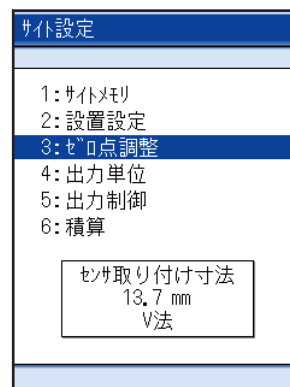 サイト設定
1:サイトメモリ
2:設置設定
3:ゼロ点調整
4:出力単位
5:出力制御
6:積算
センサ取り付け寸法
13.7 mm
V法